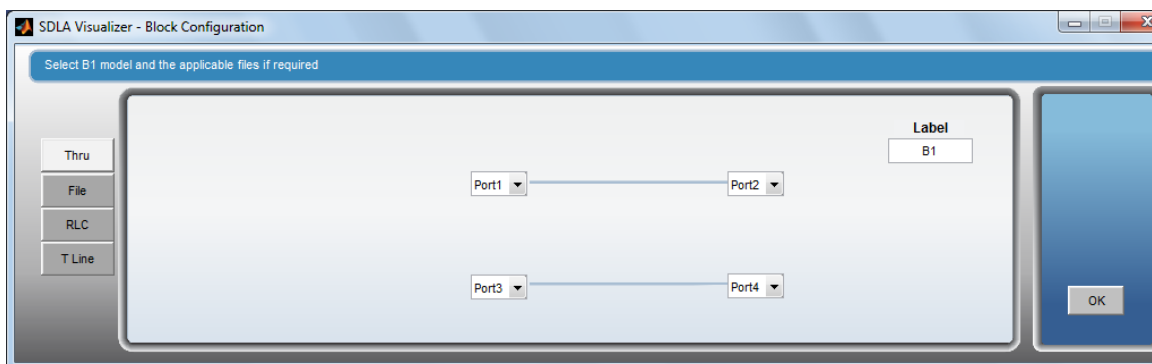 SDLA Visualizer - Block Configuration
Select B1 model and the applicable files if required
Label
B1
Thru
File
RLC
T Line
Port1
Port2
Port3
Port4
OK